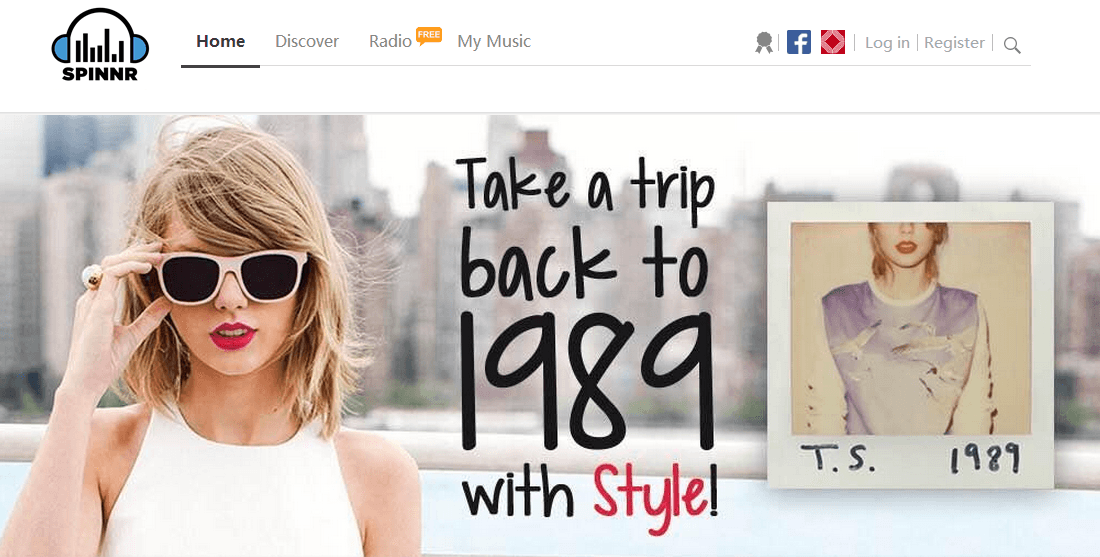 SPINNR
Home Discover Radio FREE My Music
Log in | Register |
Take a trip
back to
1989
with Style!
T.S. 1989